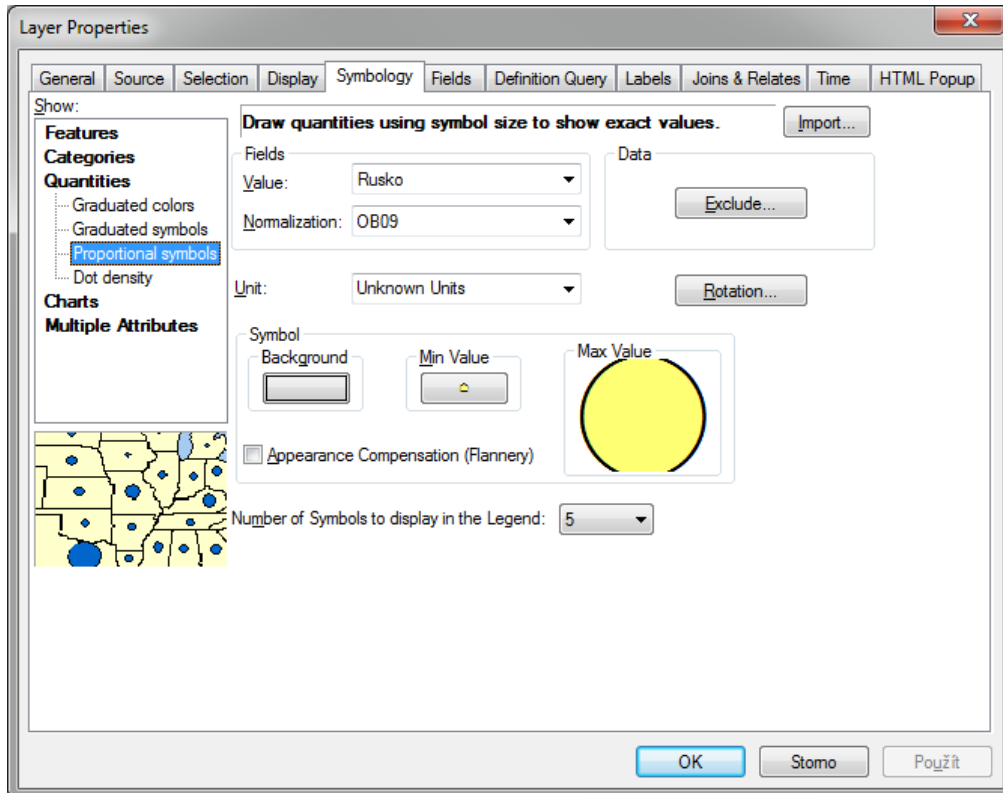 Layer Properties
General Source Selection Display Symbology Fields Definition Query Labels Joins & Relates Time HTML Popup
Show:
Features
Categories
Quantities
Graduated colors
Graduated symbols
Proportional symbols
Dot density
Charts
Multiple Attributes
Draw quantities using symbol size to show exact values.
Import...
Fields
Value: Rusko
Normalization: OB09
Data
Exclude...
Unit: Unknown Units
Rotation...
Symbol
Background
Min Value
Max Value
Appearance Compensation (Flannery)
Number of Symbols to display in the Legend: 5
OK Storno Použít